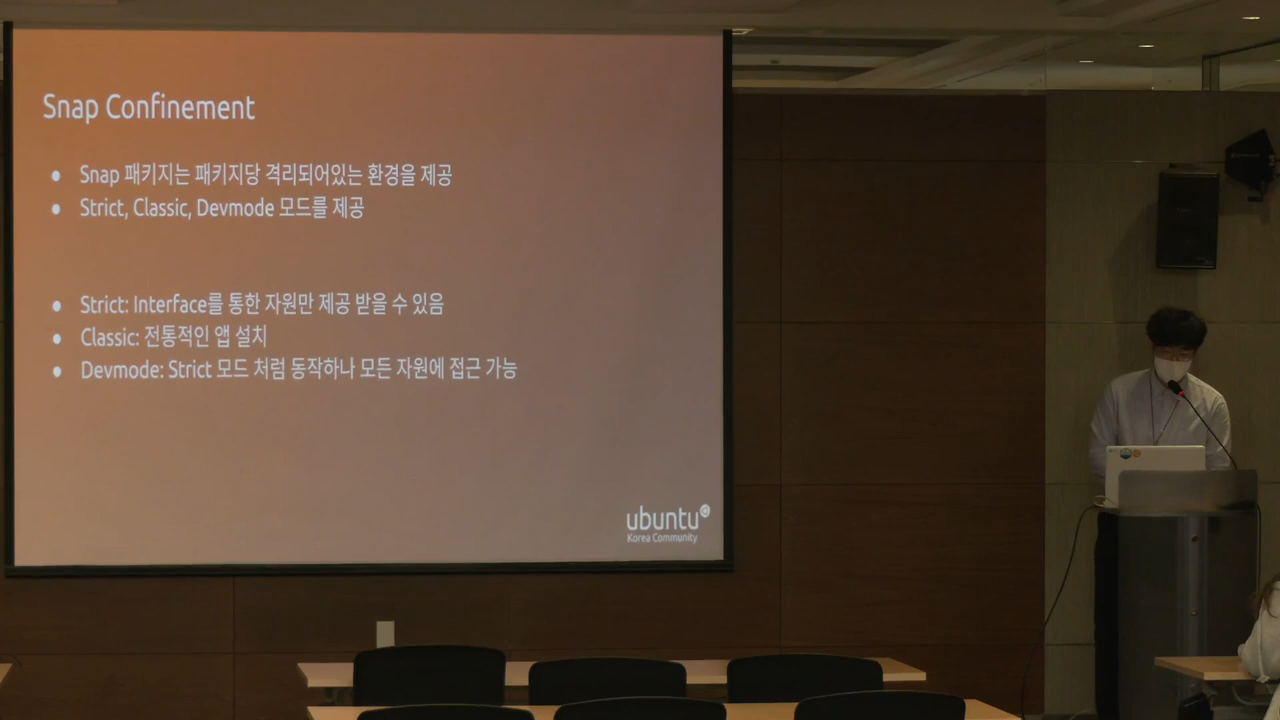 Snap Confinement
Snap 패키지는 패키지당 격리되어있는 환경을 제공
Strict, Classic, Devmode 모드를 제공
Strict: Interface를 통한 자원만 제공 받을 수 있음
Classic: 전통적인 앱 설치
Devmode: Strict 모드 처럼 동작하나 모든 자원에 접근 가능
ubuntu
Korea Community